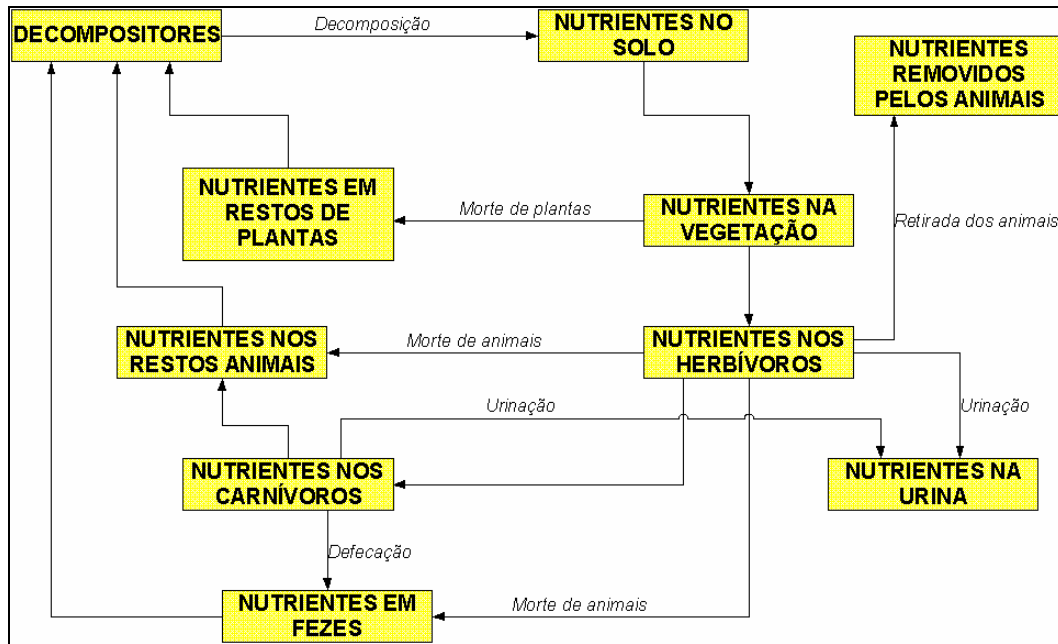 DECOMPOSITORES
Decomposição
NUTRIENTES NO
SOLO
NUTRIENTES
REMOVIDOS
PELOS ANIMAIS
NUTRIENTES EM
RESTOS DE
PLANTAS
Morte de plantas
NUTRIENTES NA
VEGETAÇÃO
Retirada dos animais
NUTRIENTES NOS
RESTOS ANIMAIS
Morte de animais
NUTRIENTES NOS
HERBÍVOROS
Urinação
Urinação
NUTRIENTES NOS
CARNÍVOROS
NUTRIENTES NA
URINA
Defecação
NUTRIENTES EM
FEZES
Morte de animais